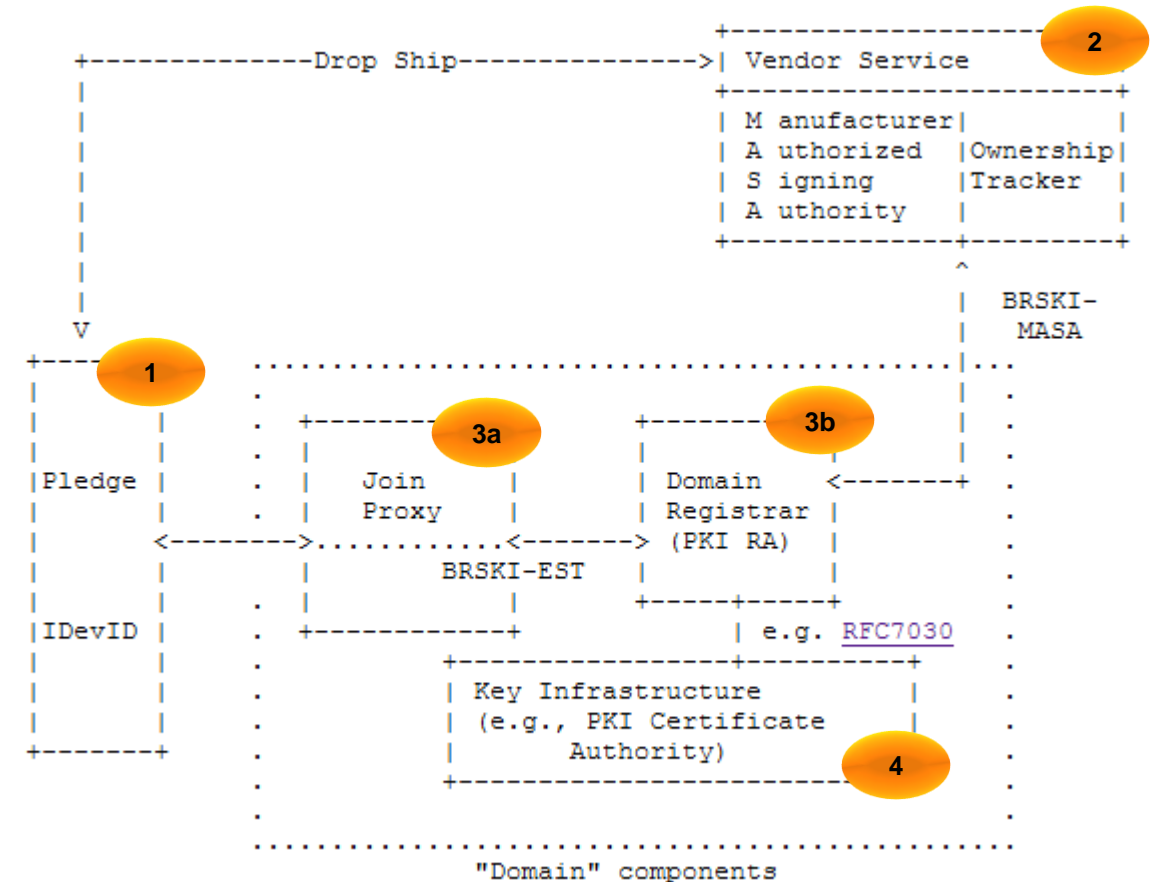 2
Drop Ship
Vendor Service
M anufacturer
A uthorized
S igning
A uthority
Ownership
Tracker
BRSKI-
MASA
1
3a
3b
Pledge
Join
Proxy
Domain
Registrar
(PKI RA)
BRSKI-EST
IDevID
e.g. RFC7030
Key Infrastructure
(e.g., PKI Certificate
Authority)
4
"Domain" components